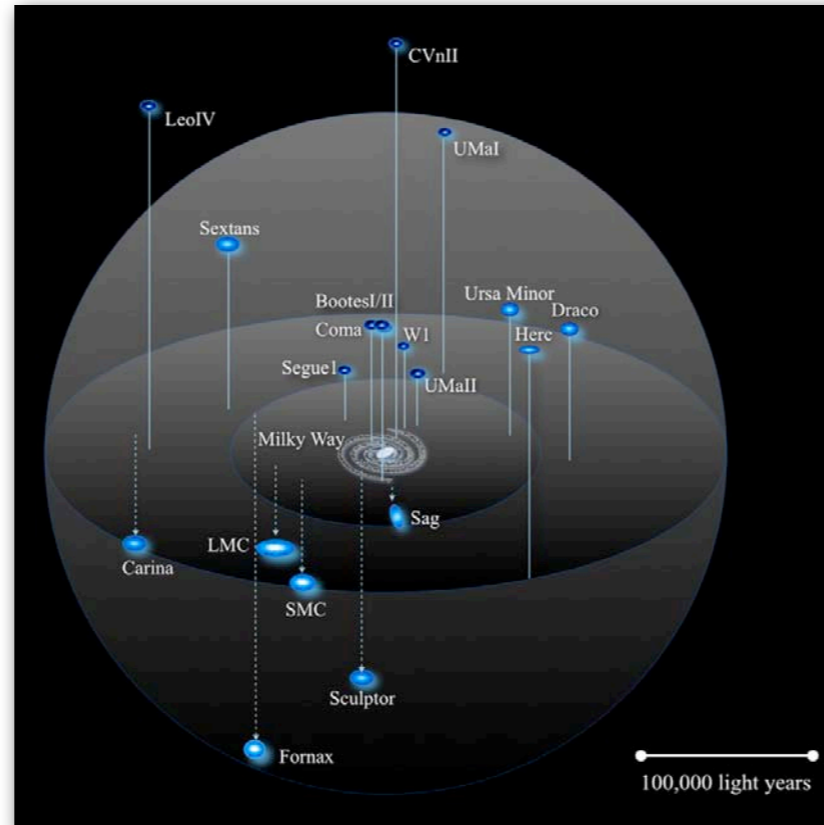 CVnII
LeoIV
UMaI
Sextans
BootesI/II
Ursa Minor
Coma
Draco
W1
Herc
Segue1
UMaII
Milky Way
Sag
LMC
Carina
SMC
Sculptor
Fornax
100,000 light years